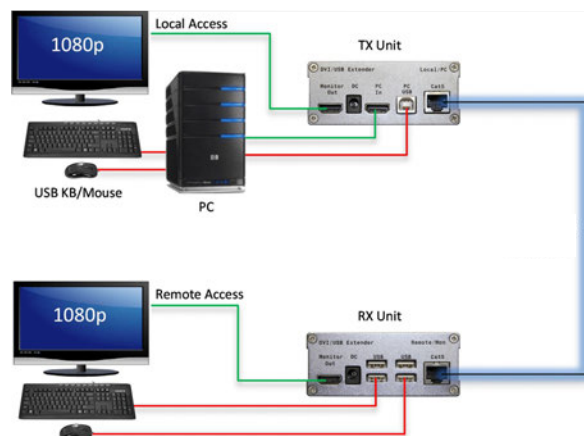 Local Access
TX Unit
1080p
DVI/USB Extender Local/PC
Monitor Out DC PC In PC USB Cat5
hp
USB KB/Mouse
PC
Remote Access
RX Unit
1080p
DVI/USB Extender Remote/Mon
Monitor Out DC USB USB Cat5